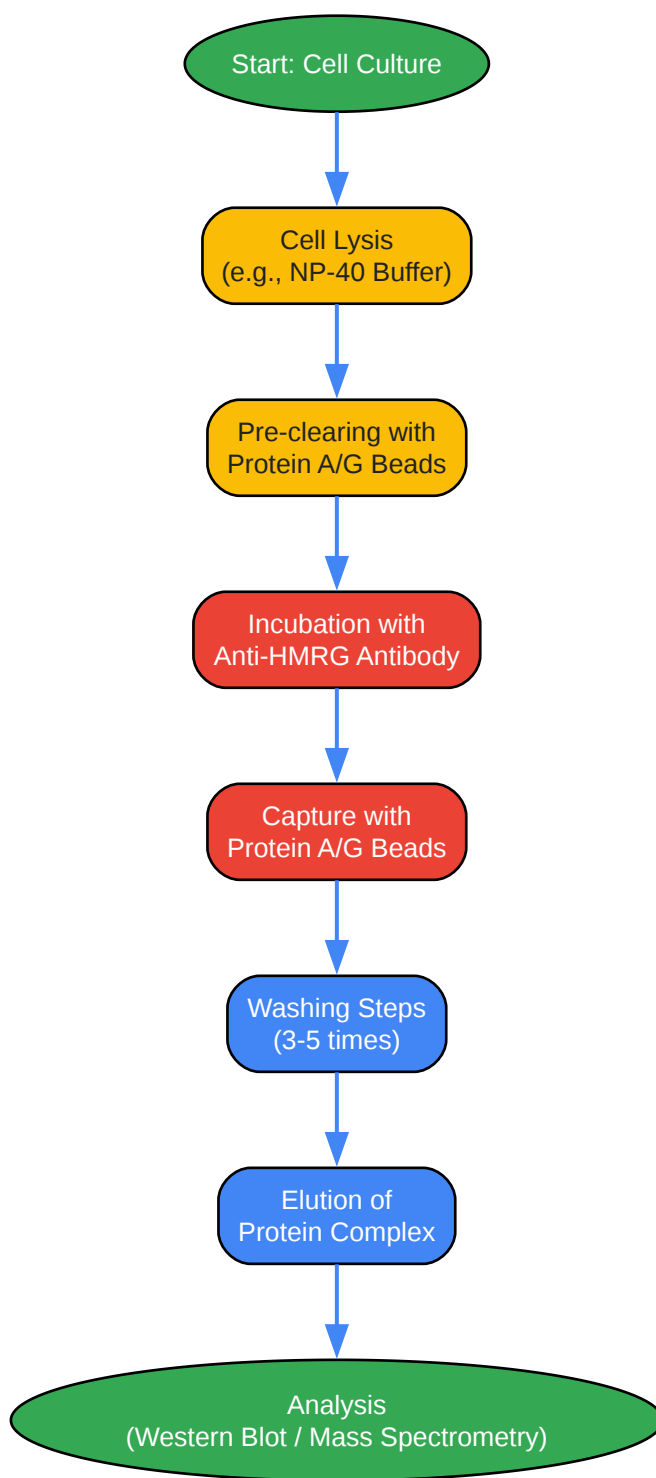 Start: Cell Culture
Cell Lysis
(e.g., NP-40 Buffer)
Pre-clearing with
Protein A/G Beads
Incubation with
Anti-HMRG Antibody
Capture with
Protein A/G Beads
Washing Steps
(3-5 times)
Elution of
Protein Complex
Analysis
(Western Blot / Mass Spectrometry)